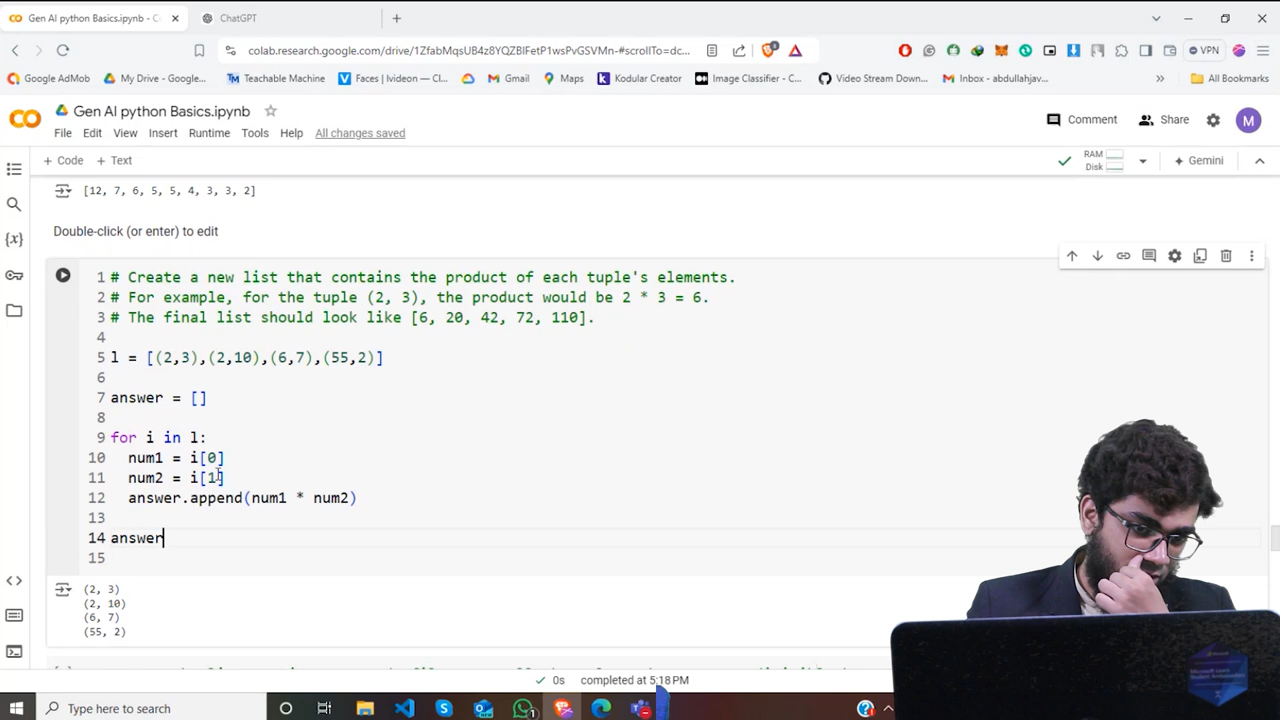 Gen AI python Basics.ipynb - C
ChatGPT
colab.research.google.com/drive/1ZfabMqsUB4z8YQZBIFetP1wsPvGSVMn-#scrollTo=dc...
VPN
Google AdMob
My Drive - Google...
Teachable Machine
Faces | Ivideon — Cl...
Gmail
Maps
Kodular Creator
Image Classifier - C...
Video Stream Down...
Inbox - abdullahjav...
All Bookmarks
Gen AI python Basics.ipynb
Comment
Share
M
File Edit View Insert Runtime Tools Help All changes saved
+ Code + Text
RAM
Disk
Gemini
[12, 7, 6, 5, 5, 4, 3, 3, 2]
Double-click (or enter) to edit
1 # Create a new list that contains the product of each tuple's elements.
2 # For example, for the tuple (2, 3), the product would be 2 * 3 = 6.
3 # The final list should look like [6, 20, 42, 72, 110].
4
5 l = [(2,3),(2,10),(6,7),(55,2)]
6
7 answer = []
8
9 for i in l:
10 num1 = i[0]
11 num2 = i[1]
12 answer.append(num1 * num2)
13
14 answer
15
(2, 3)
(2, 10)
(6, 7)
(55, 2)
0s completed at 5:18 PM
Microsoft Learn
Student Ambassadors
Type here to search